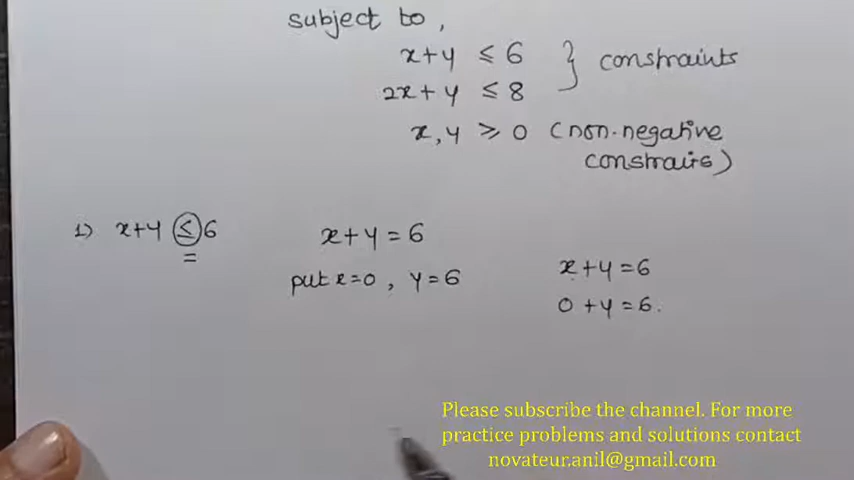 subject to,
x+y ≤ 6 } constraints
2x+y ≤ 8
x,y ≥ 0 (non-negative
constrairs)
1) x+y ≤ 6
=
x+y = 6
put x=0, y=6
x+y = 6
0+y = 6.
Please subscribe the channel. For more
practice problems and solutions contact
novateur.anil@gmail.com